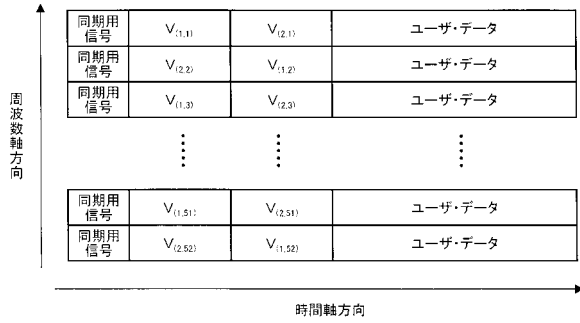 同期用信号 V(1,1) V(2,1) ユーザ・データ
同期用信号 V(2,2) V(1,2) ユーザ・データ
同期用信号 V(1,3) V(2,3) ユーザ・データ
同期用信号 V(1,51) V(2,51) ユーザ・データ
同期用信号 V(2,52) V(1,52) ユーザ・データ
周波数軸方向
時間軸方向